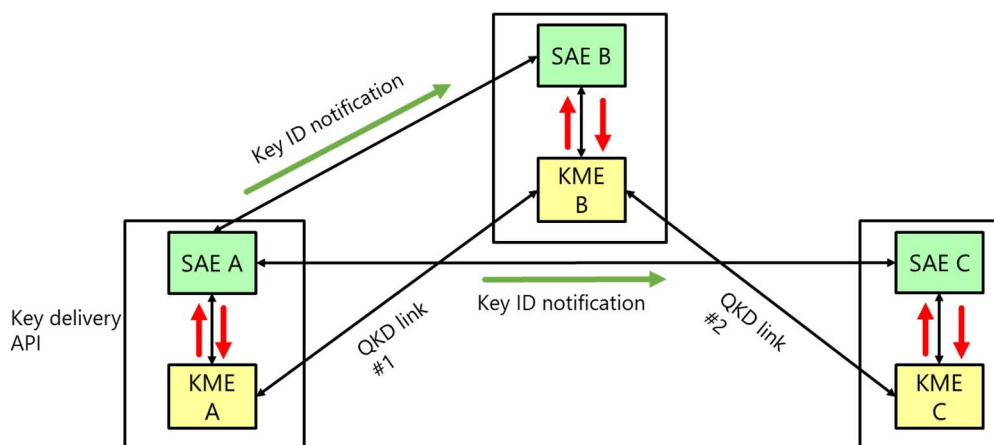 SAE B
Key ID notification
KME
B
SAE A
SAE C
Key ID notification
Key delivery
API
QKD link
#1
QKD link
#2
KME
A
KME
C